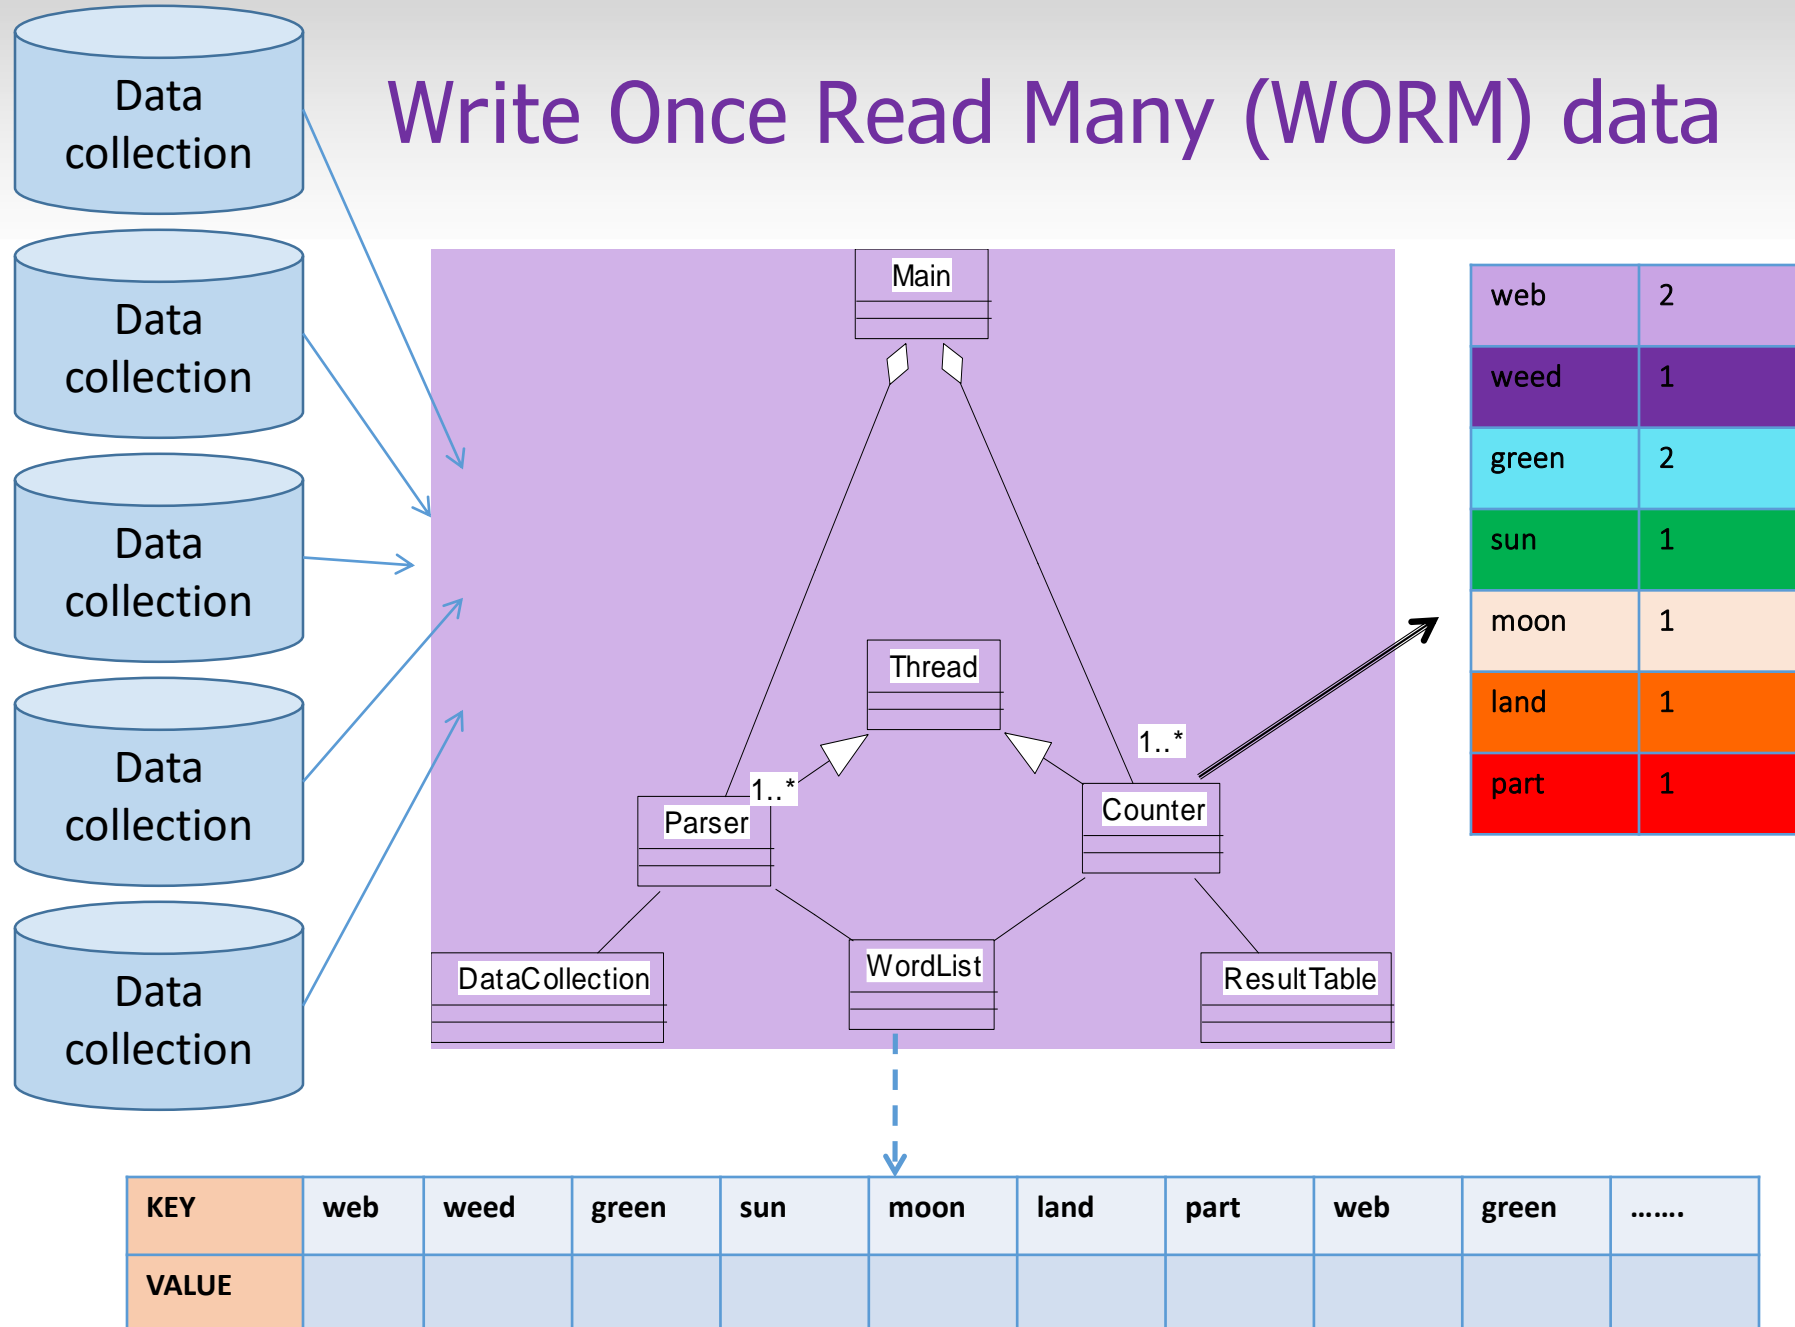 Write Once Read Many (WORM) data
Data
collection
Data
collection
Data
collection
Data
collection
Data
collection
Main
Thread
1..*
1..*
Parser
Counter
DataCollection
WordList
ResultTable
web 2
weed 1
green 2
sun 1
moon 1
land 1
part 1
KEY web weed green sun moon land part web green …….
VALUE